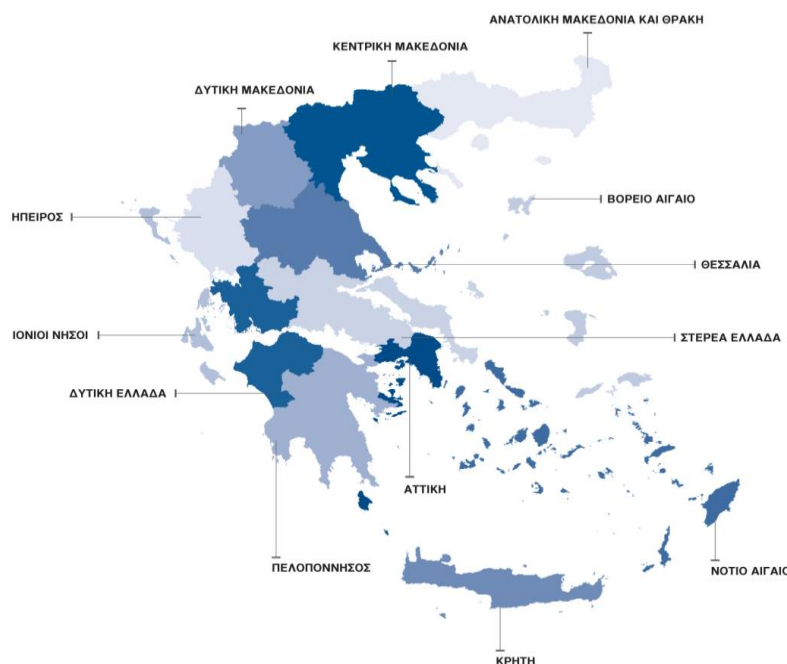 ΑΝΑΤΟΛΙΚΗ ΜΑΚΕΔΟΝΙΑ ΚΑΙ ΘΡΑΚΗ
ΚΕΝΤΡΙΚΗ ΜΑΚΕΔΟΝΙΑ
ΔΥΤΙΚΗ ΜΑΚΕΔΟΝΙΑ
ΒΟΡΕΙΟ ΑΙΓΑΙΟ
ΗΠΕΙΡΟΣ
ΘΕΣΣΑΛΙΑ
ΙΟΝΙΟΙ ΝΗΣΟΙ
ΣΤΕΡΕΑ ΕΛΛΑΔΑ
ΔΥΤΙΚΗ ΕΛΛΑΔΑ
ΑΤΤΙΚΗ
ΠΕΛΟΠΟΝΝΗΣΟΣ
ΝΟΤΙΟ ΑΙΓΑΙΟ
ΚΡΗΤΗ